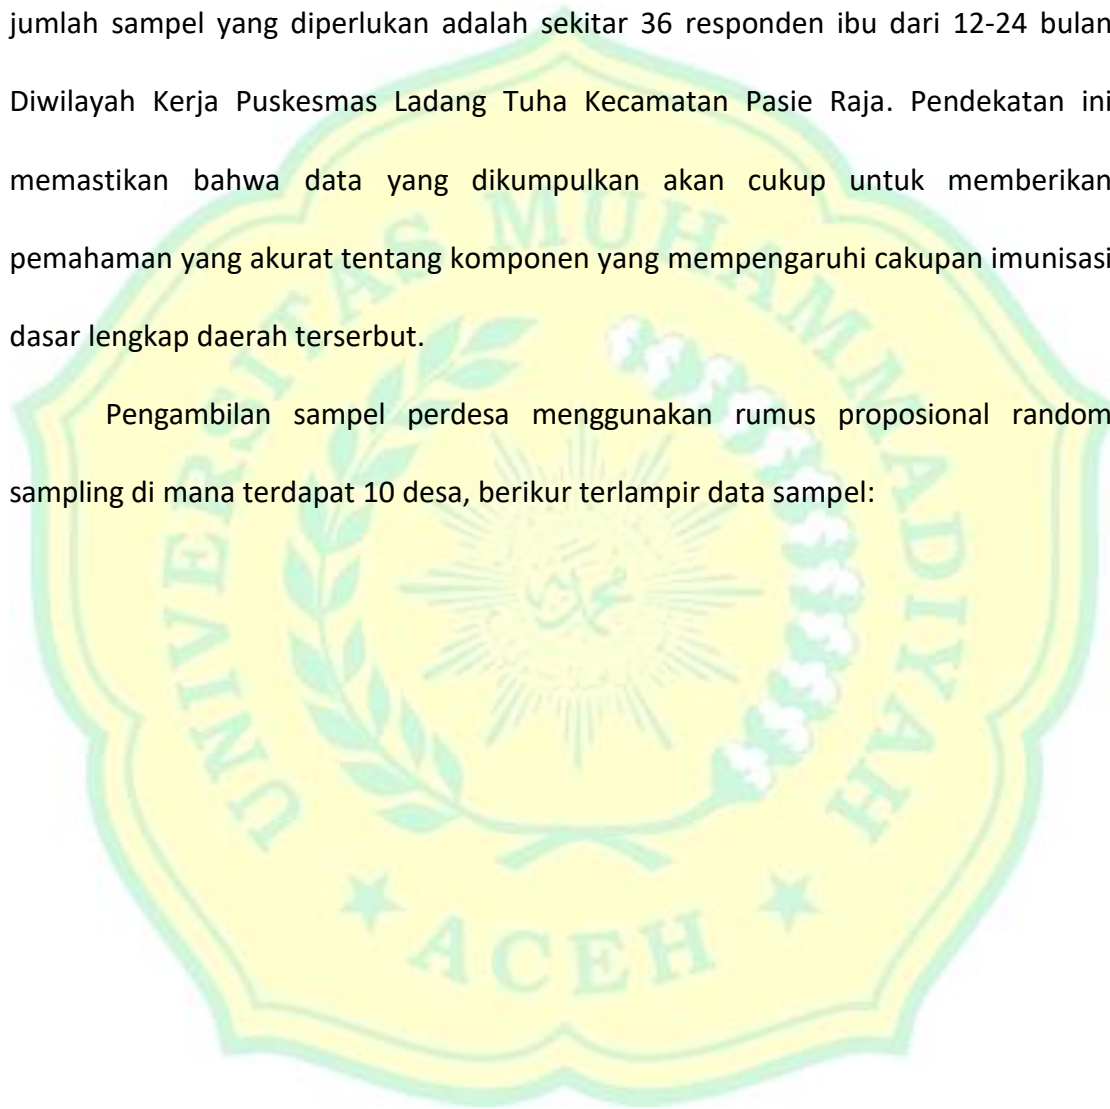 jumlah sampel yang diperlukan adalah sekitar 36 responden ibu dari 12-24 bulan
Diwilayah Kerja Puskesmas Ladang Tuha Kecamatan Pasie Raja. Pendekatan ini
memastikan bahwa data yang dikumpulkan akan cukup untuk memberikan
pemahaman yang akurat tentang komponen yang mempengaruhi cakupan imunisasi
dasar lengkap daerah terserbut.
Pengambilan sampel perdesa menggunakan rumus proposional random
sampling di mana terdapat 10 desa, berikur terlampir data sampel:
UNIVERSITAS MUHAMMADIYAH
ACEH